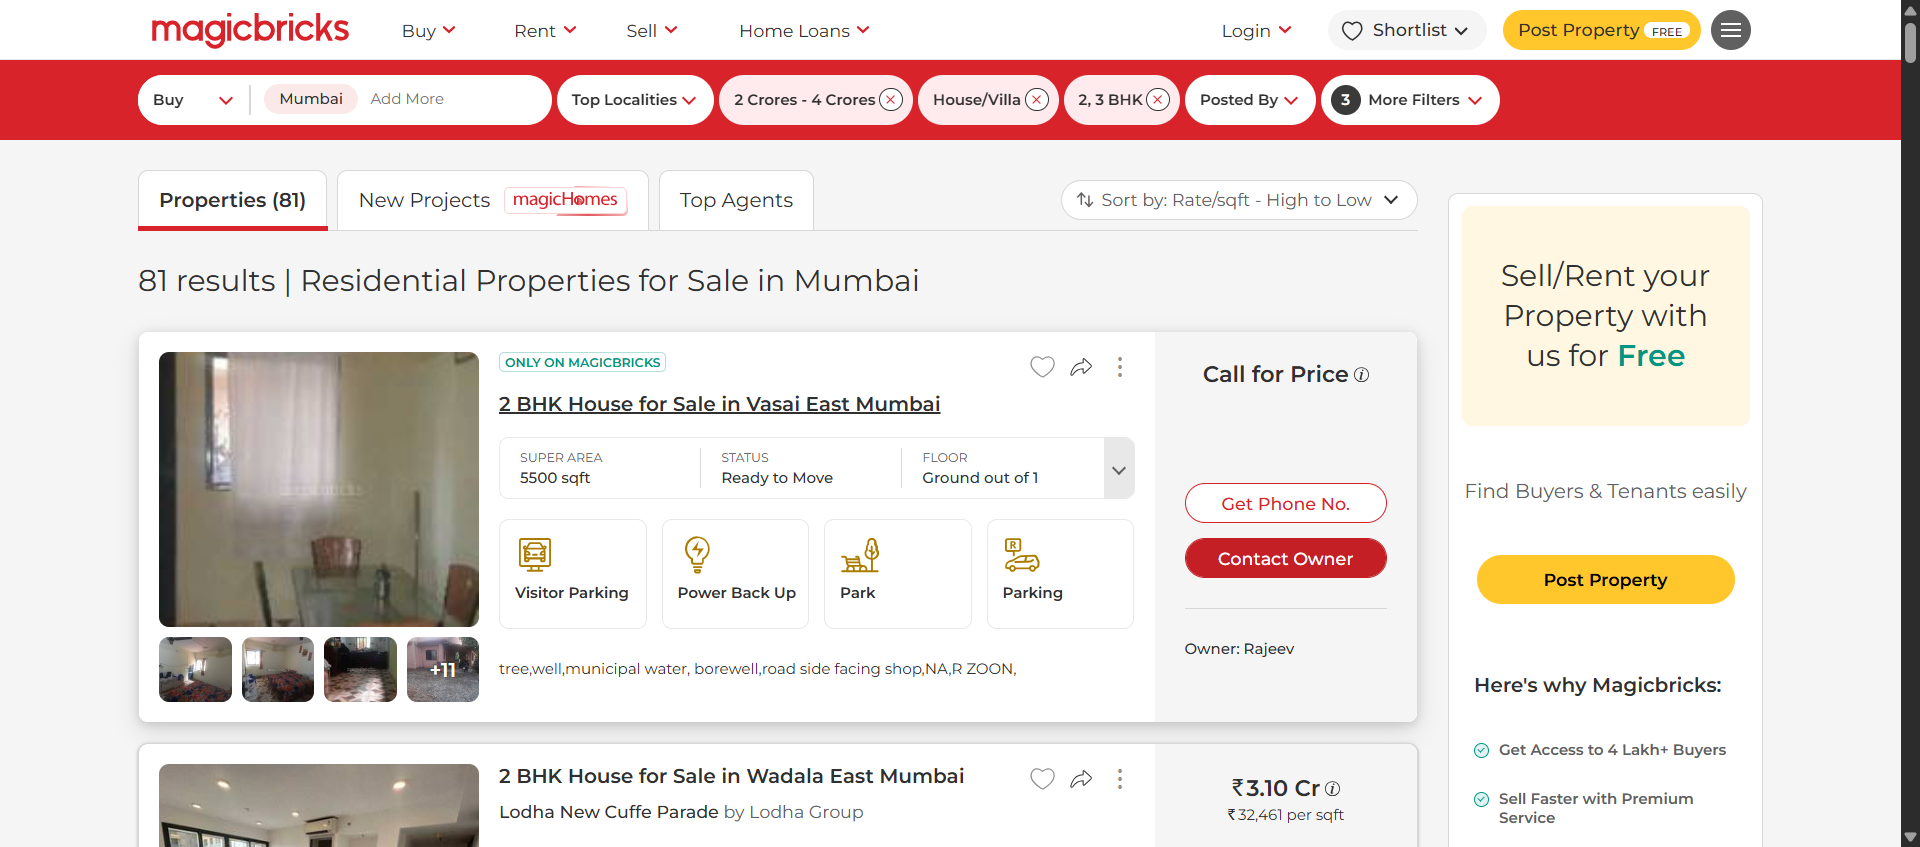 magicbricks
Buy
Rent
Sell
Home Loans
Login
Shortlist
Post Property FREE
Buy
Mumbai
Add More
Top Localities
2 Crores - 4 Crores
House/Villa
2, 3 BHK
Posted By
3 More Filters
Properties (81)
New Projects magicHomes
Top Agents
Sort by: Rate/sqft - High to Low
81 results | Residential Properties for Sale in Mumbai
ONLY ON MAGICBRICKS
2 BHK House for Sale in Vasai East Mumbai
SUPER AREA
5500 sqft
STATUS
Ready to Move
FLOOR
Ground out of 1
Visitor Parking
Power Back Up
R
Park
Parking
+11
tree,well,municipal water, borewell,road side facing shop,NA,R ZOON,
Call for Price
Get Phone No.
Contact Owner
Owner: Rajeev
2 BHK House for Sale in Wadala East Mumbai
Lodha New Cuffe Parade by Lodha Group
₹3.10 Cr
₹32,461 per sqft
Sell/Rent your
Property with
us for Free
Find Buyers & Tenants easily
Post Property
Here's why Magicbricks:
Get Access to 4 Lakh+ Buyers
Sell Faster with Premium
Service